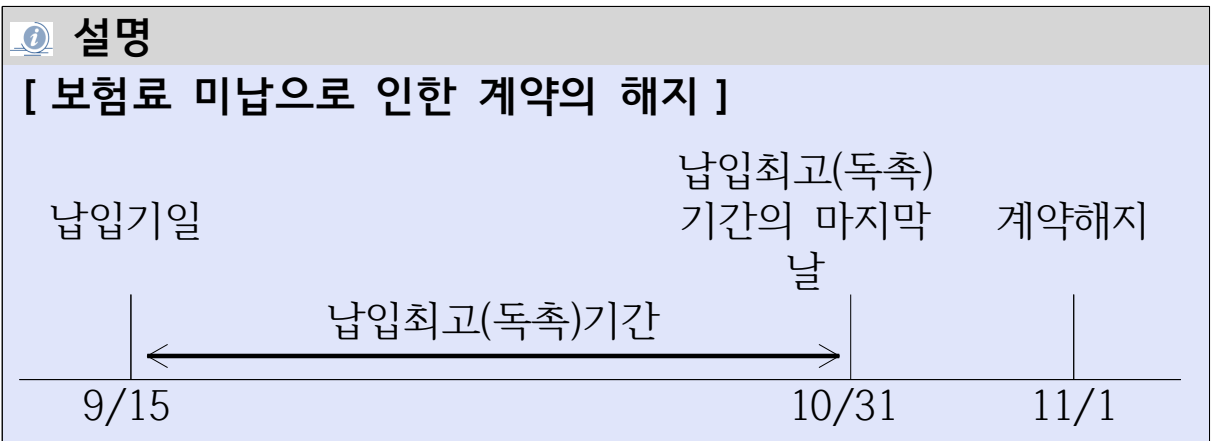 설명
[ 보험료 미납으로 인한 계약의 해지 ]
납입기일
납입최고(독촉)
기간의 마지막
날
계약해지
납입최고(독촉)기간
9/15
10/31
11/1